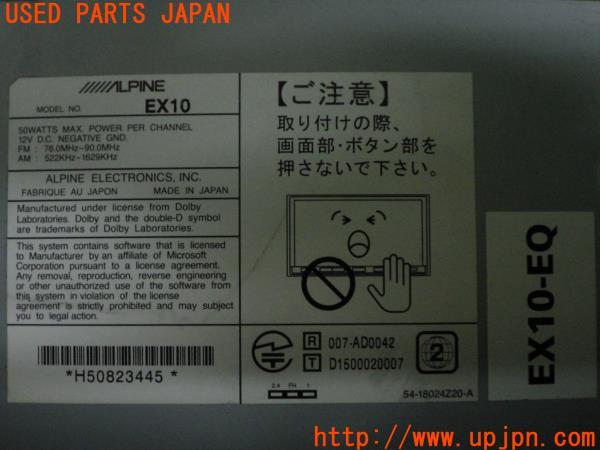 USED PARTS JAPAN
ALPINE
MODEL NO. EX10
50WATTS MAX. POWER PER CHANNEL
12V D.C. NEGATIVE GND.
FM : 76.0MHz~90.0MHz
AM : 522KHz~1629KHz
ALPINE ELECTRONICS, INC.
FABRIQUE AU JAPON MADE IN JAPAN
Manufactured under license from Dolby
Laboratories. Dolby and the double-D symbol
are trademarks of Dolby Laboratories.
This system contains software that is licensed
to Manufacturer by an affiliate of Microsoft
Corporation pursuant to a license agreement.
Any removal, reproduction, reverse engineering
or other unauthorized use of the software from
this system in violation of the license
agreement is strictly prohibited and may subject
you to legal action.
*H50823445*
【ご注意】
取り付けの際、
画面部・ボタン部を
押さないで下さい。
R 007-AD0042
T D1500020007
2
2.4 FH 1
54-18024Z20-A
EX10-EQ
http://www.upjpn.com